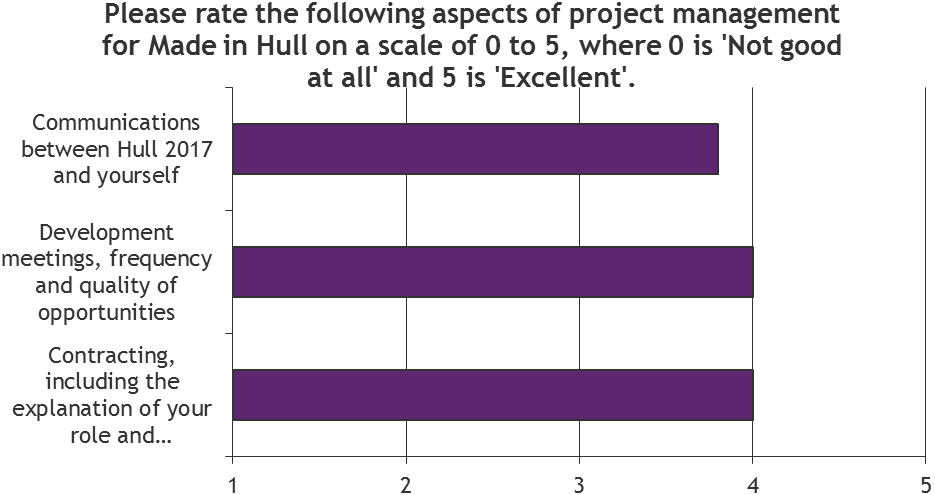 Please rate the following aspects of project management
for Made in Hull on a scale of 0 to 5, where 0 is 'Not good
at all' and 5 is 'Excellent'.
Communications
between Hull 2017
and yourself
Development
meetings, frequency
and quality of
opportunities
Contracting,
including the
explanation of your
role and…
1 2 3 4 5